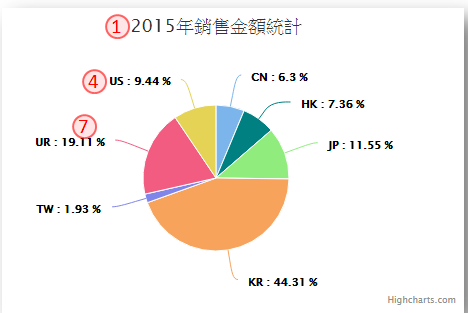 1 2015年銷售金額統計
4 US : 9.44 %
CN : 6.3 %
HK : 7.36 %
7
UR : 19.11 %
JP : 11.55 %
TW : 1.93 %
KR : 44.31 %
Highcharts.com